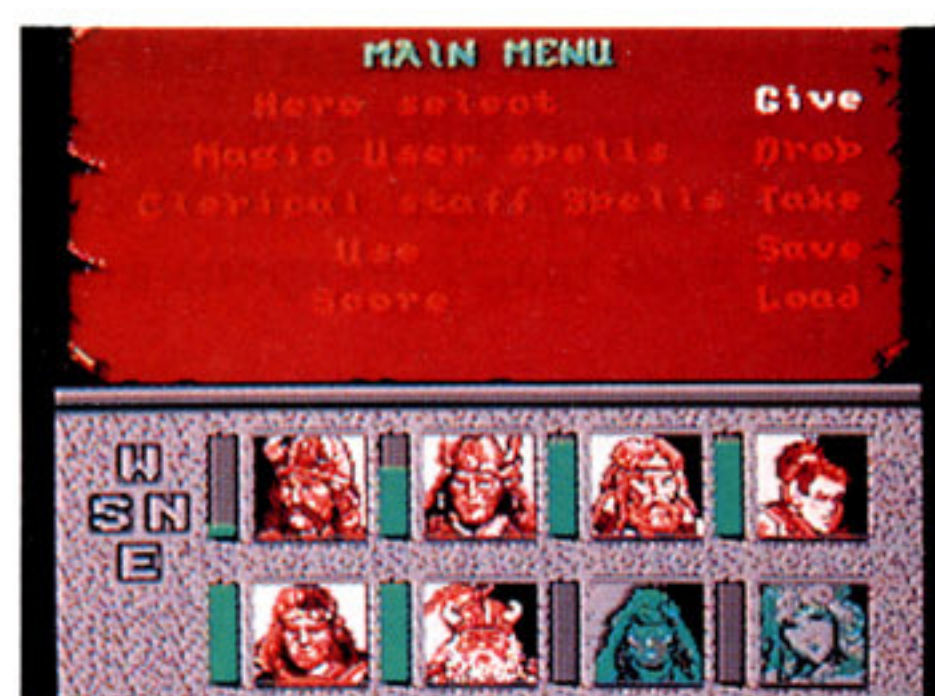 MAIN MENU
Hero select Give
Magic User spells Drop
Clerical staff Spells Take
Use Save
Score Load
W
S N
E